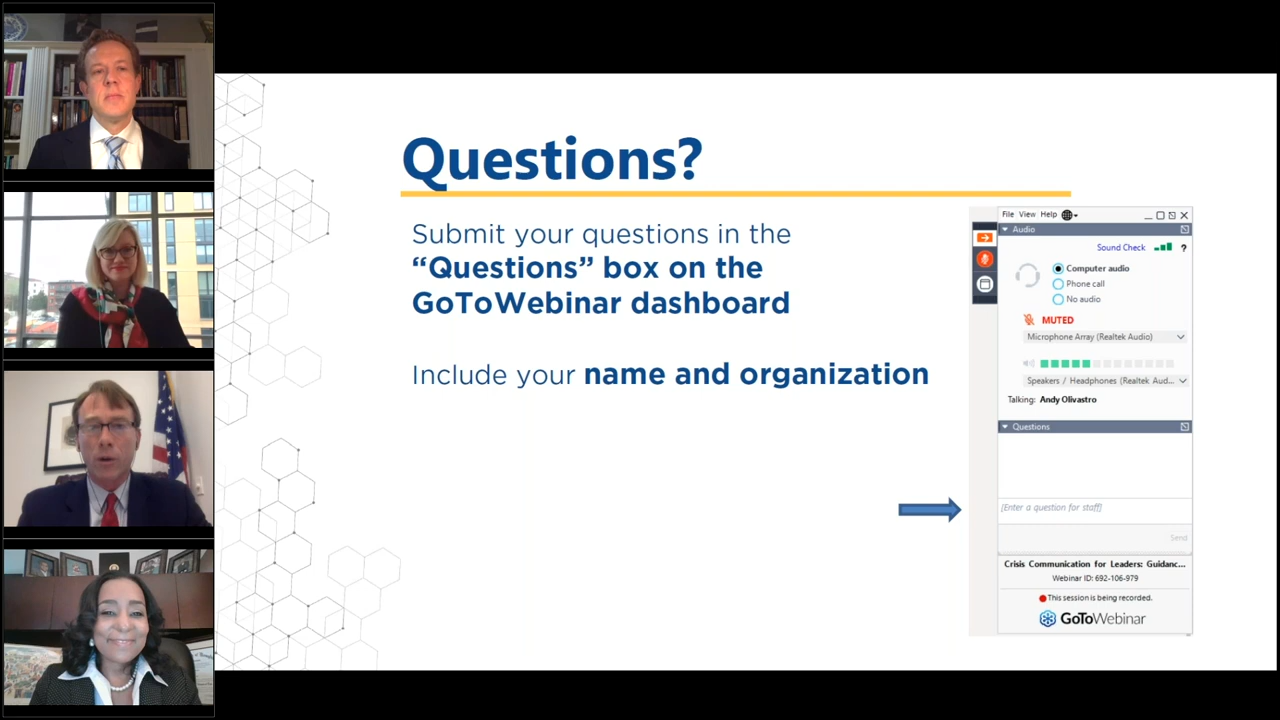 Questions?
Submit your questions in the
“Questions” box on the
GoToWebinar dashboard
Include your name and organization
File View Help
Audio
Sound Check ?
Computer audio
Phone call
No audio
MUTED
Microphone Array (Realtek Audio)
Speakers / Headphones (Realtek Aud...
Talking: Andy Olivastro
Questions
[Enter a question for staff]
Send
Crisis Communication for Leaders: Guidanc...
Webinar ID: 692-106-979
This session is being recorded.
GoToWebinar